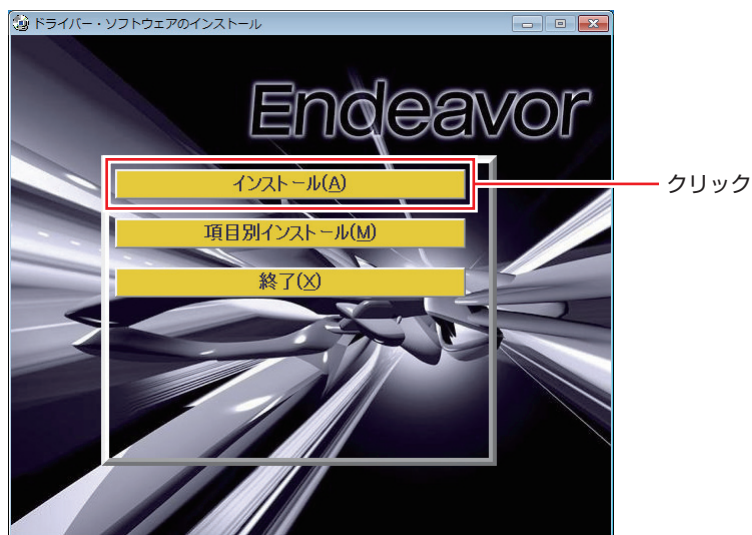 ドライバー・ソフトウェアのインストール
Endeavor
インストール(A)
クリック
項目別インストール(M)
終了(X)